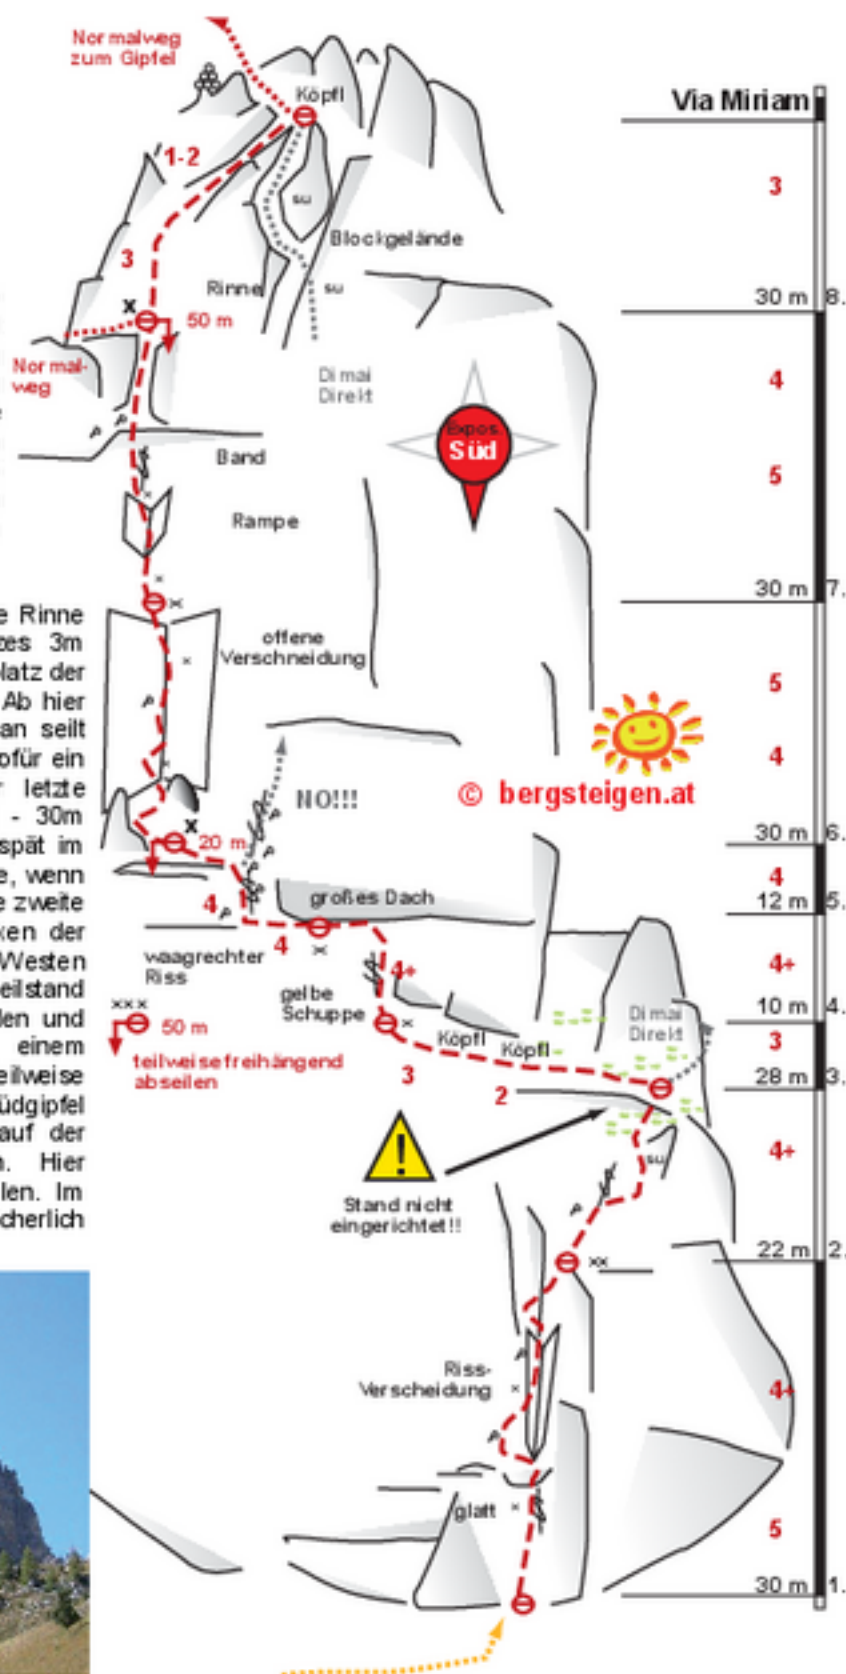 Normalweg
zum Gipfel
Köpfl
Via Miriam
1-2
3
su
Blockgelände
3
Rinne
su
30 m 8.
X
50 m
Normal-
weg
Dimai
Direkt
4
P
P
Expos.
Süd
Band
5
x
Rampe
x
30 m 7.
x
e Rinne
zes 3m
platz der
Ab hier
an seilt
ofür ein
r letzte
- 30m
spät im
e, wenn
e zweite
ken der
Westen
eilstand
len und
einem
eilweise
üdgipfel
auf der
n. Hier
len. Im
cherlich
offene
Verschneidung
x
5
P
4
x
NO!!!
© bergsteigen.at
X
20 m
30 m 6.
P
P
P
4
großes Dach
12 m 5.
4
P
4
x
waagrechter
Riss
4+
4+
xxx
gelbe
Schuppe
50 m
x
10 m 4.
Dimai
Direkt
Köpfl
Köpfl
teilweise freihängend
abseilen
3
3
2
28 m 3.
!
4+
su
Stand nicht
eingerichtet!!
P
xx
22 m 2.
P
Riss-
Verscheidung
x
4+
P
glatt
x
5
30 m 1.